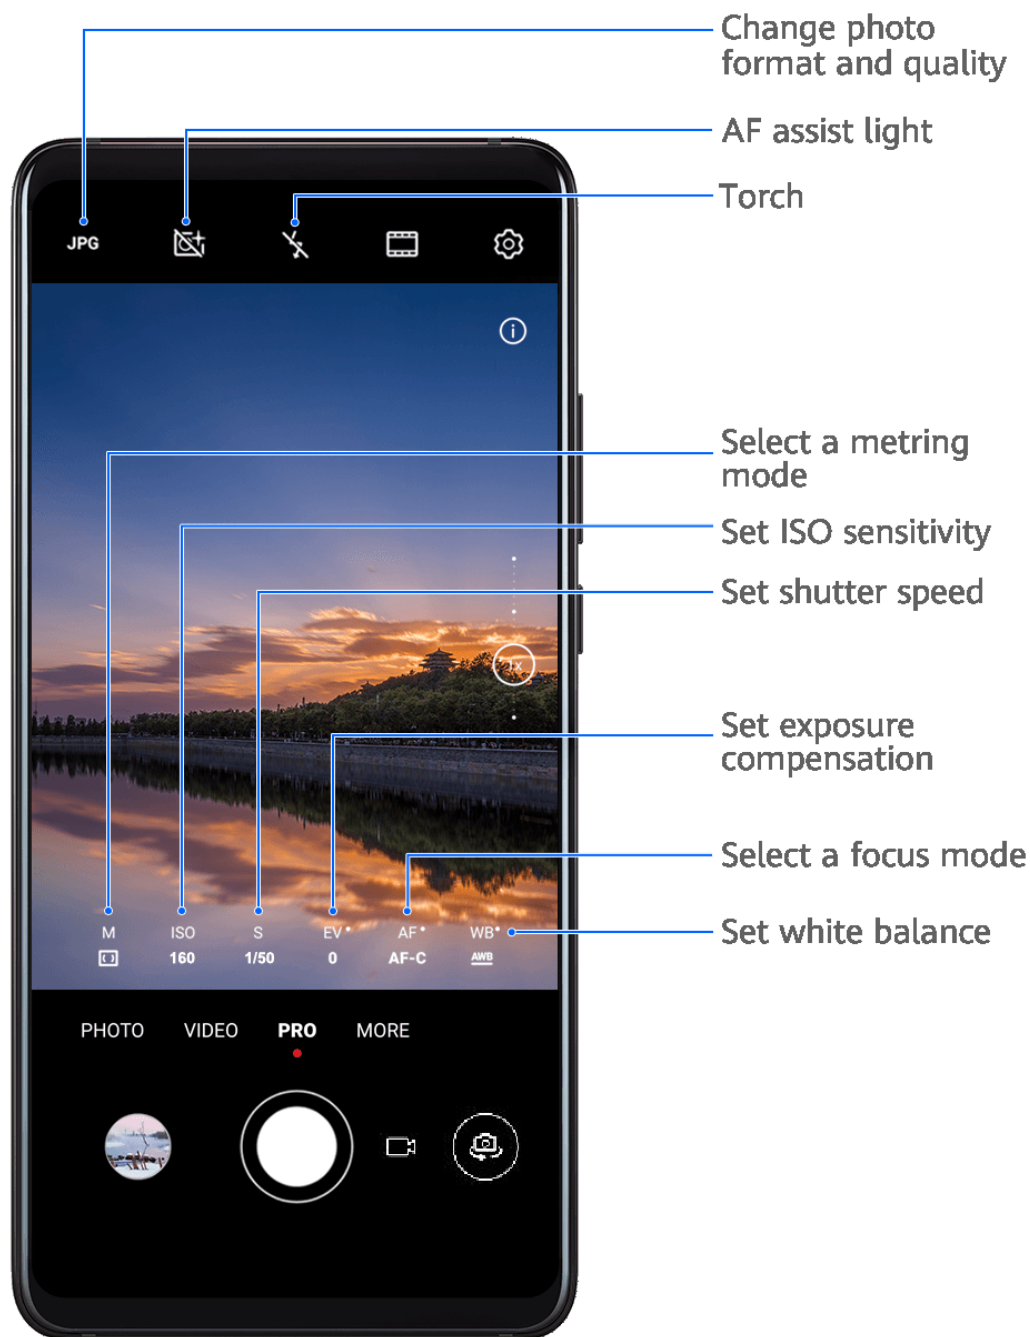 Change photo
format and quality
AF assist light
Torch
JPG
Select a metring
mode
Set ISO sensitivity
Set shutter speed
1x
Set exposure
compensation
Select a focus mode
Set white balance
M ISO S EV AF WB
160 1/50 0 AF-C AWB
PHOTO VIDEO PRO MORE